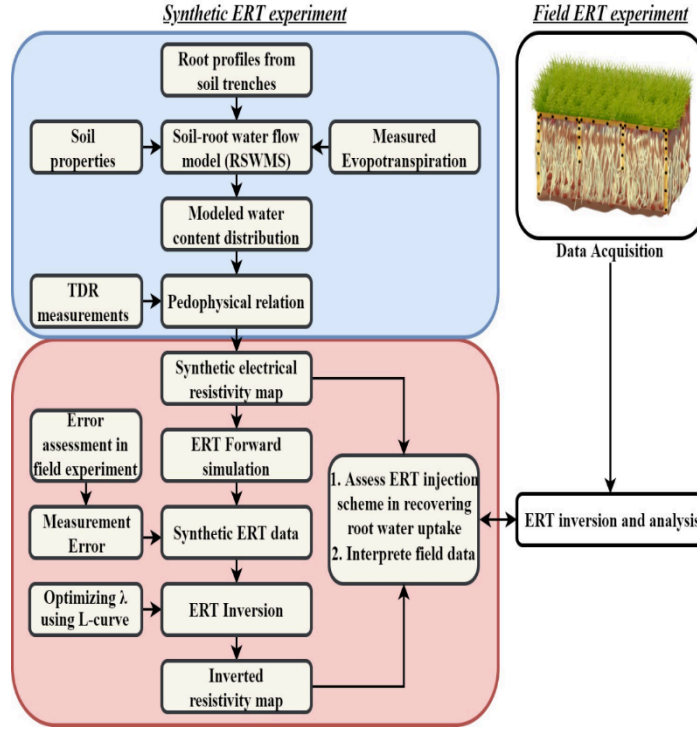 Synthetic ERT experiment
Field ERT experiment
Root profiles from
soil trenches
Soil
properties
Soil-root water flow
model (RSWMS)
Measured
Evopotranspiration
Modeled water
content distribution
TDR
measurements
Pedophysical relation
Data Acquisition
Synthetic electrical
resistivity map
Error
assessment in
field experiment
ERT Forward
simulation
1. Assess ERT injection
scheme in recovering
root water uptake
2. Interprete field data
Measurement
Error
Synthetic ERT data
ERT inversion and analysis
Optimizing λ
using L-curve
ERT Inversion
Inverted
resistivity map